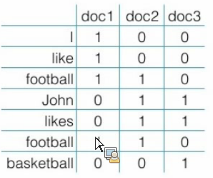 doc1 doc2 doc3
I 1 0 0
like 1 0 0
football 1 1 0
John 0 1 1
likes 0 1 1
football 1 0
basketball 0 0 1